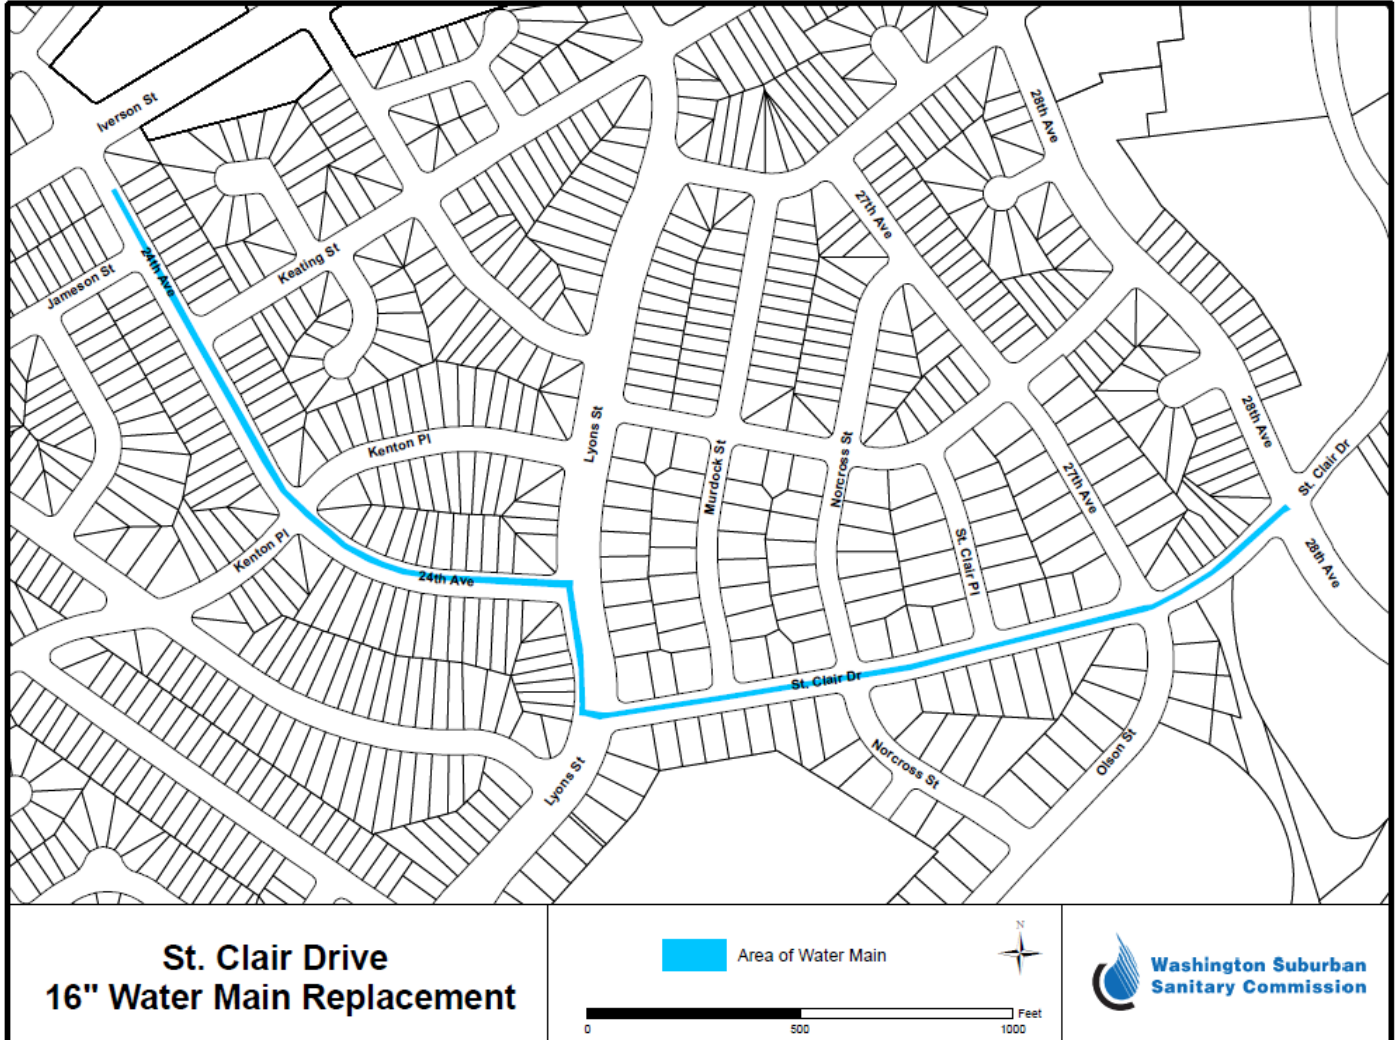 Iverson St
28th Ave
27th Ave
24th Ave
Keating St
Jameson St
Lyons St
Kenton Pl
Murdock St
Norcross St
28th Ave
St. Clair Dr
27th Ave
Kenton Pl
St. Clair Pl
28th Ave
24th Ave
St. Clair Dr
Lyons St
Norcross St
Olson St
St. Clair Drive
16" Water Main Replacement
Area of Water Main
N
Feet
0
500
1000
Washington Suburban
Sanitary Commission